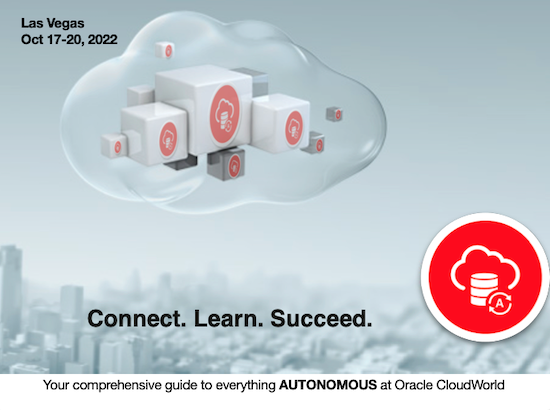 Las Vegas
Oct 17-20, 2022
A
Connect. Learn. Succeed.
Your comprehensive guide to everything AUTONOMOUS at Oracle CloudWorld